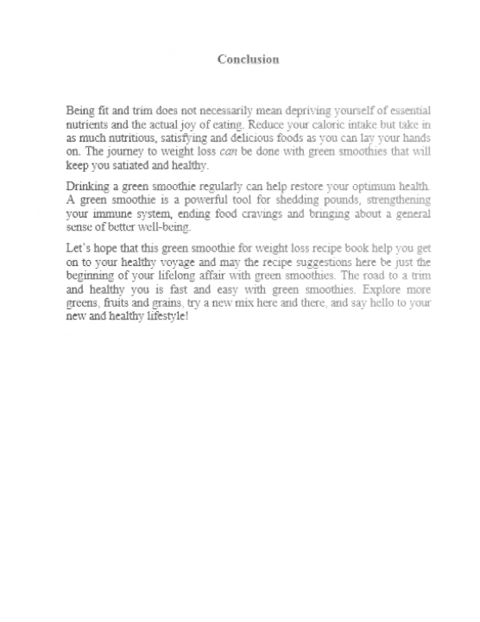 Conclusion
Being fit and trim does not necessarily mean depriving yourself of essential
nutrients and the actual joy of eating. Reduce your caloric intake but take in
as much nutritious, satisfying and delicious foods as you can lay your hands
on. The journey to weight loss can be done with green smoothies that will
keep you satiated and healthy.
Drinking a green smoothie regularly can help restore your optimum health.
A green smoothie is a powerful tool for shedding pounds, strengthening
your immune system, ending food cravings and bringing about a general
sense of better well-being.
Let's hope that this green smoothie for weight loss recipe book help you get
on to your healthy voyage and may the recipe suggestions here be just the
beginning of your lifelong affair with green smoothies. The road to a trim
and healthy you is fast and easy with green smoothies. Explore more
greens, fruits and grains, try a new mix here and there, and say hello to your
new and healthy lifestyle!